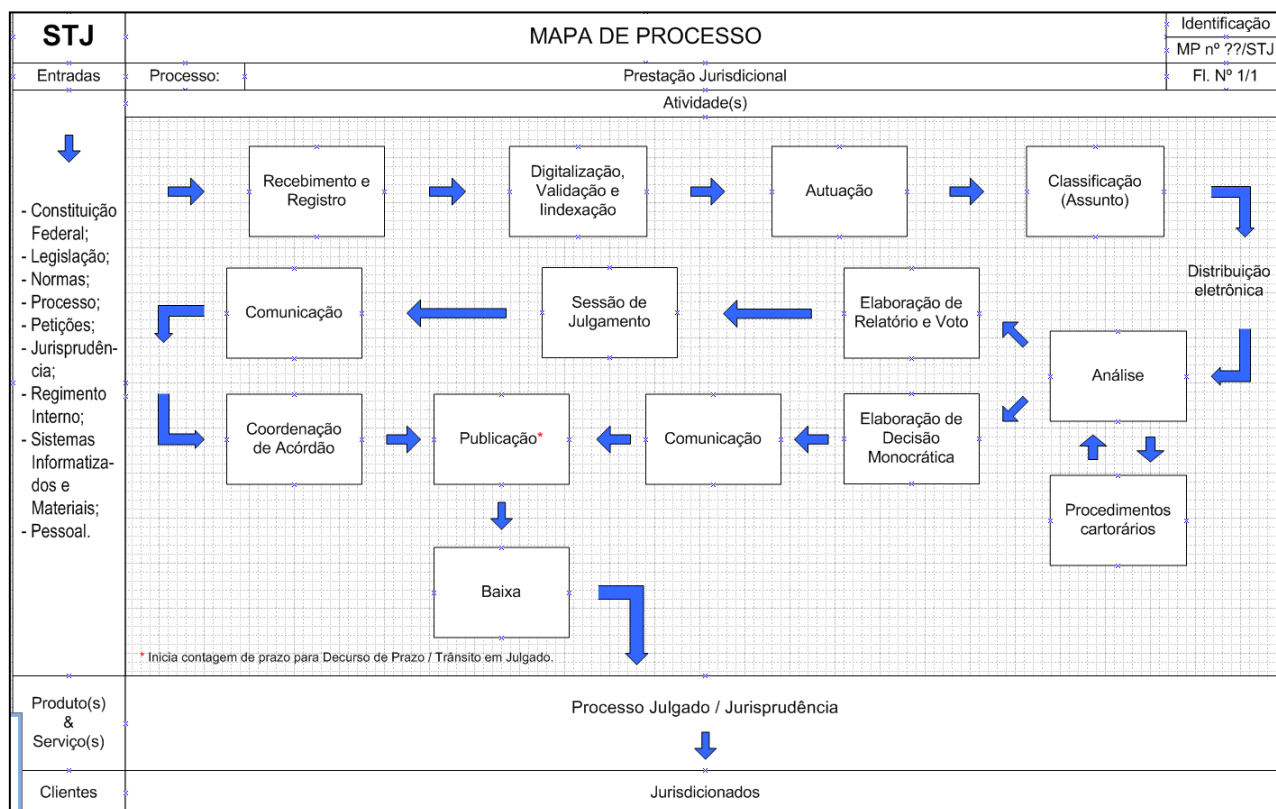 STJ
MAPA DE PROCESSO
Identificação
MP nº ??/STJ
Entradas
Processo:
Prestação Jurisdicional
Fl. Nº 1/1
Atividade(s)
- Constituição
Federal;
- Legislação;
- Normas;
- Processo;
- Petições;
- Jurisprudên-
cia;
- Regimento
Interno;
- Sistemas
Informatiza-
dos e
Materiais;
- Pessoal.
Recebimento e
Registro
Digitalização,
Validação e
Iindexação
Autuação
Classificação
(Assunto)
Distribuição
eletrônica
Comunicação
Sessão de
Julgamento
Elaboração de
Relatório e Voto
Análise
Coordenação
de Acórdão
Publicação*
Comunicação
Elaboração de
Decisão
Monocrática
Procedimentos
cartorários
Baixa
* Inicia contagem de prazo para Decurso de Prazo / Trânsito em Julgado.
Produto(s)
&
Serviço(s)
Processo Julgado / Jurisprudência
Clientes
Jurisdicionados